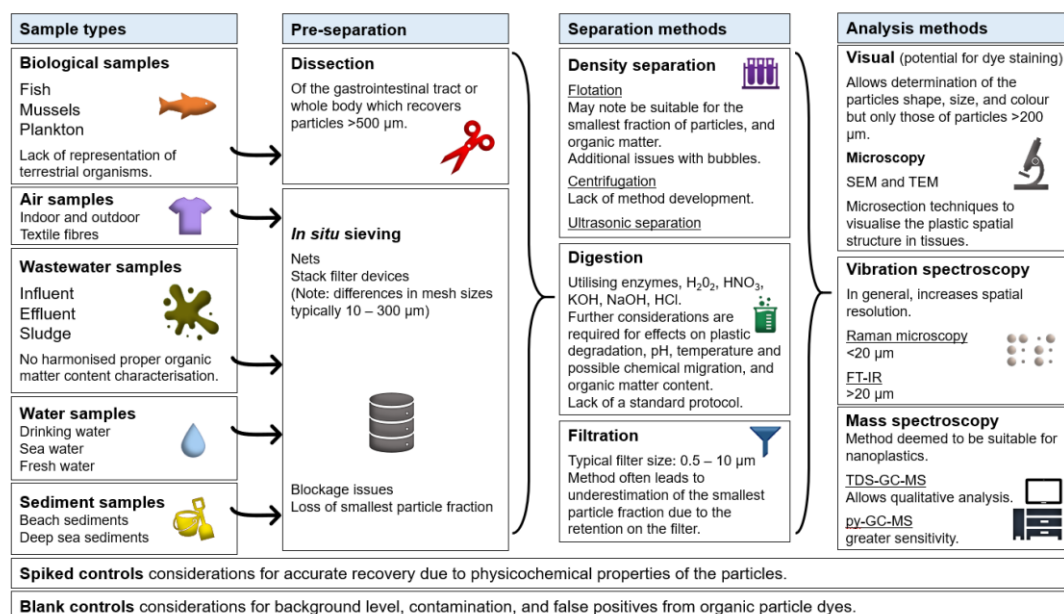 Sample types
Biological samples
Fish
Mussels
Plankton
Lack of representation of
terrestrial organisms.
Air samples
Indoor and outdoor
Textile fibres
Wastewater samples
Influent
Effluent
Sludge
No harmonised proper organic
matter content characterisation.
Water samples
Drinking water
Sea water
Fresh water
Sediment samples
Beach sediments
Deep sea sediments
Pre-separation
Dissection
Of the gastrointestinal tract or
whole body which recovers
particles >500 µm.
In situ sieving
Nets
Stack filter devices
(Note: differences in mesh sizes
typically 10 – 300 µm)
Blockage issues
Loss of smallest particle fraction
Separation methods
Density separation
Flotation
May note be suitable for the
smallest fraction of particles, and
organic matter.
Additional issues with bubbles.
Centrifugation
Lack of method development.
Ultrasonic separation
Digestion
Utilising enzymes, H₂0₂, HNO₃,
KOH, NaOH, HCl.
Further considerations are
required for effects on plastic
degradation, pH, temperature and
possible chemical migration, and
organic matter content.
Lack of a standard protocol.
Filtration
Typical filter size: 0.5 – 10 µm
Method often leads to
underestimation of the smallest
particle fraction due to the
retention on the filter.
Analysis methods
Visual (potential for dye staining)
Allows determination of the
particles shape, size, and colour
but only those of particles >200
µm.
Microscopy
SEM and TEM
Microsection techniques to
visualise the plastic spatial
structure in tissues.
Vibration spectroscopy
In general, increases spatial
resolution.
Raman microscopy
<20 µm
FT-IR
>20 µm
Mass spectroscopy
Method deemed to be suitable for
nanoplastics.
TDS-GC-MS
Allows qualitative analysis.
py-GC-MS
greater sensitivity.
Spiked controls considerations for accurate recovery due to physicochemical properties of the particles.
Blank controls considerations for background level, contamination, and false positives from organic particle dyes.